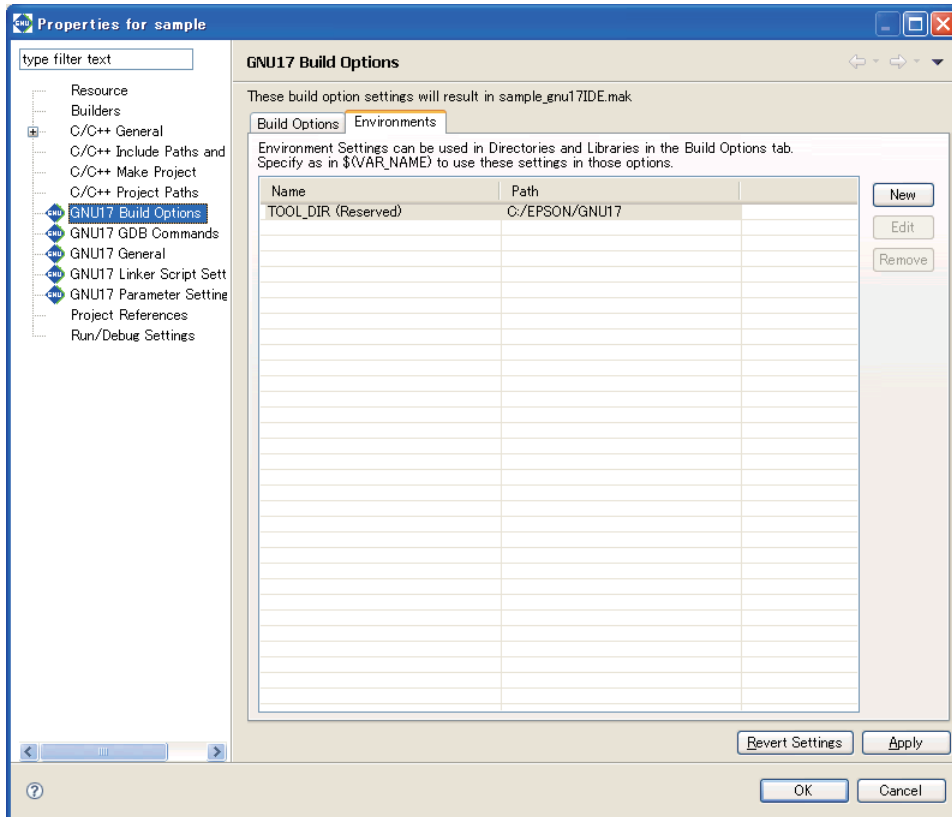 Properties for sample
type filter text
Resource
Builders
C/C++ General
C/C++ Include Paths and
C/C++ Make Project
C/C++ Project Paths
GNU17 Build Options
GNU17 GDB Commands
GNU17 General
GNU17 Linker Script Sett
GNU17 Parameter Setting
Project References
Run/Debug Settings
GNU17 Build Options
These build option settings will result in sample_gnu17IDE.mak
Build Options Environments
Environment Settings can be used in Directories and Libraries in the Build Options tab.
Specify as in $(VAR_NAME) to use these settings in those options.
Name Path
TOOL_DIR (Reserved) C:/EPSON/GNU17
New
Edit
Remove
Revert Settings Apply
OK Cancel